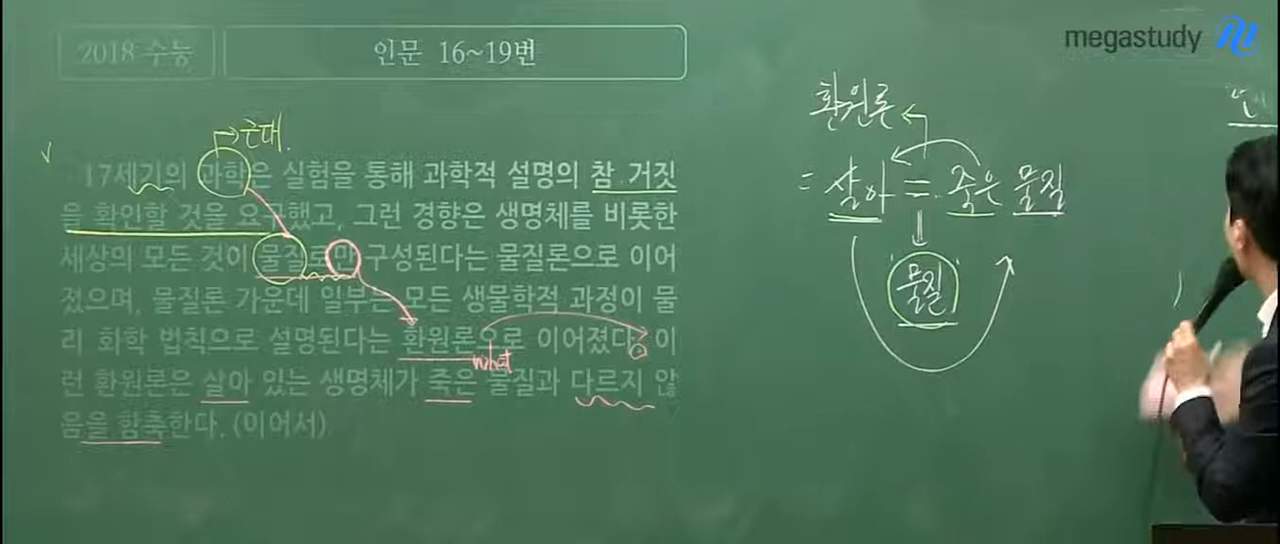 megastudy
2018 수능
인문 16~19번
근대.
17세기의 과학은 실험을 통해 과학적 설명의 참·거짓
을 확인할 것을 요구했고, 그런 경향은 생명체를 비롯한
세상의 모든 것이 물질로만 구성된다는 물질론으로 이어
졌으며, 물질론 가운데 일부는 모든 생물학적 과정이 물
리 화학 법칙으로 설명된다는 환원론으로 이어졌다. 이
what
런 환원론은 살아 있는 생명체가 죽은 물질과 다르지 않
음을 함축한다. (이어서)
환원론
= 살아 = 죽은 물질
물질